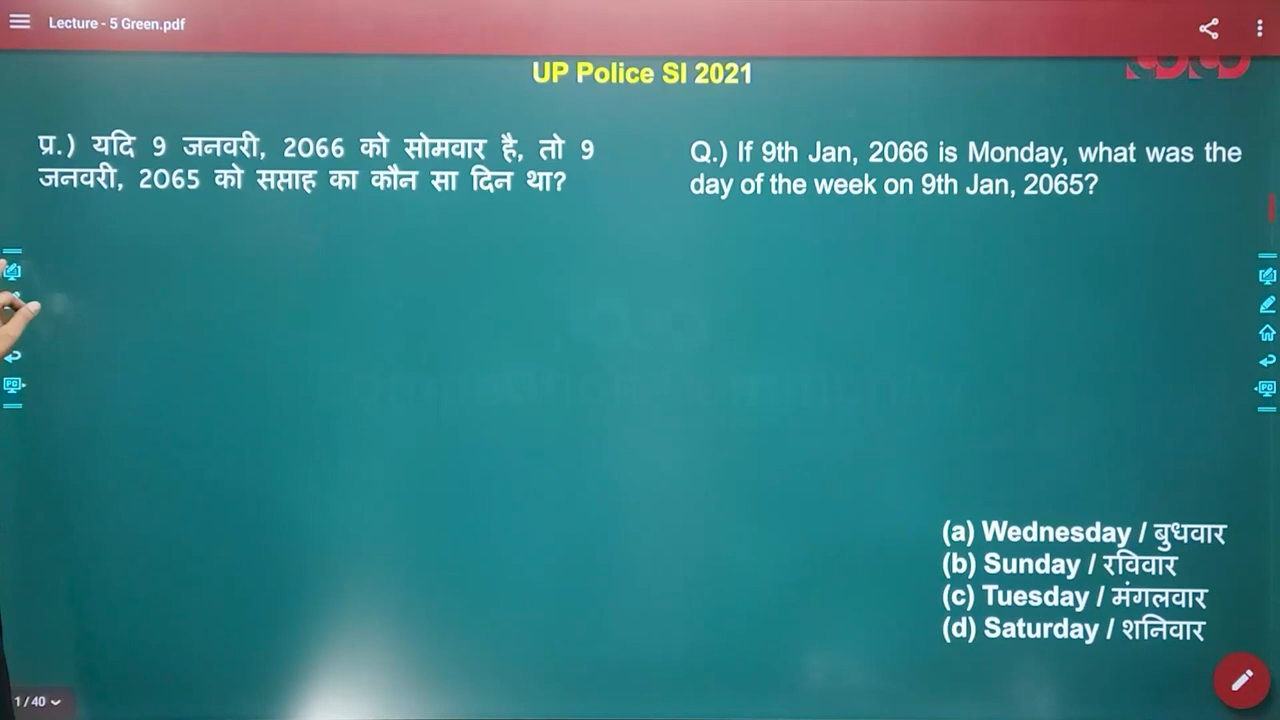 Lecture - 5 Green.pdf
UP Police SI 2021
प्र.) यदि 9 जनवरी, 2066 को सोमवार है, तो 9
जनवरी, 2065 को सप्ताह का कौन सा दिन था?
Q.) If 9th Jan, 2066 is Monday, what was the
day of the week on 9th Jan, 2065?
(a) Wednesday / बुधवार
(b) Sunday / रविवार
(c) Tuesday / मंगलवार
(d) Saturday / शनिवार
1 / 40